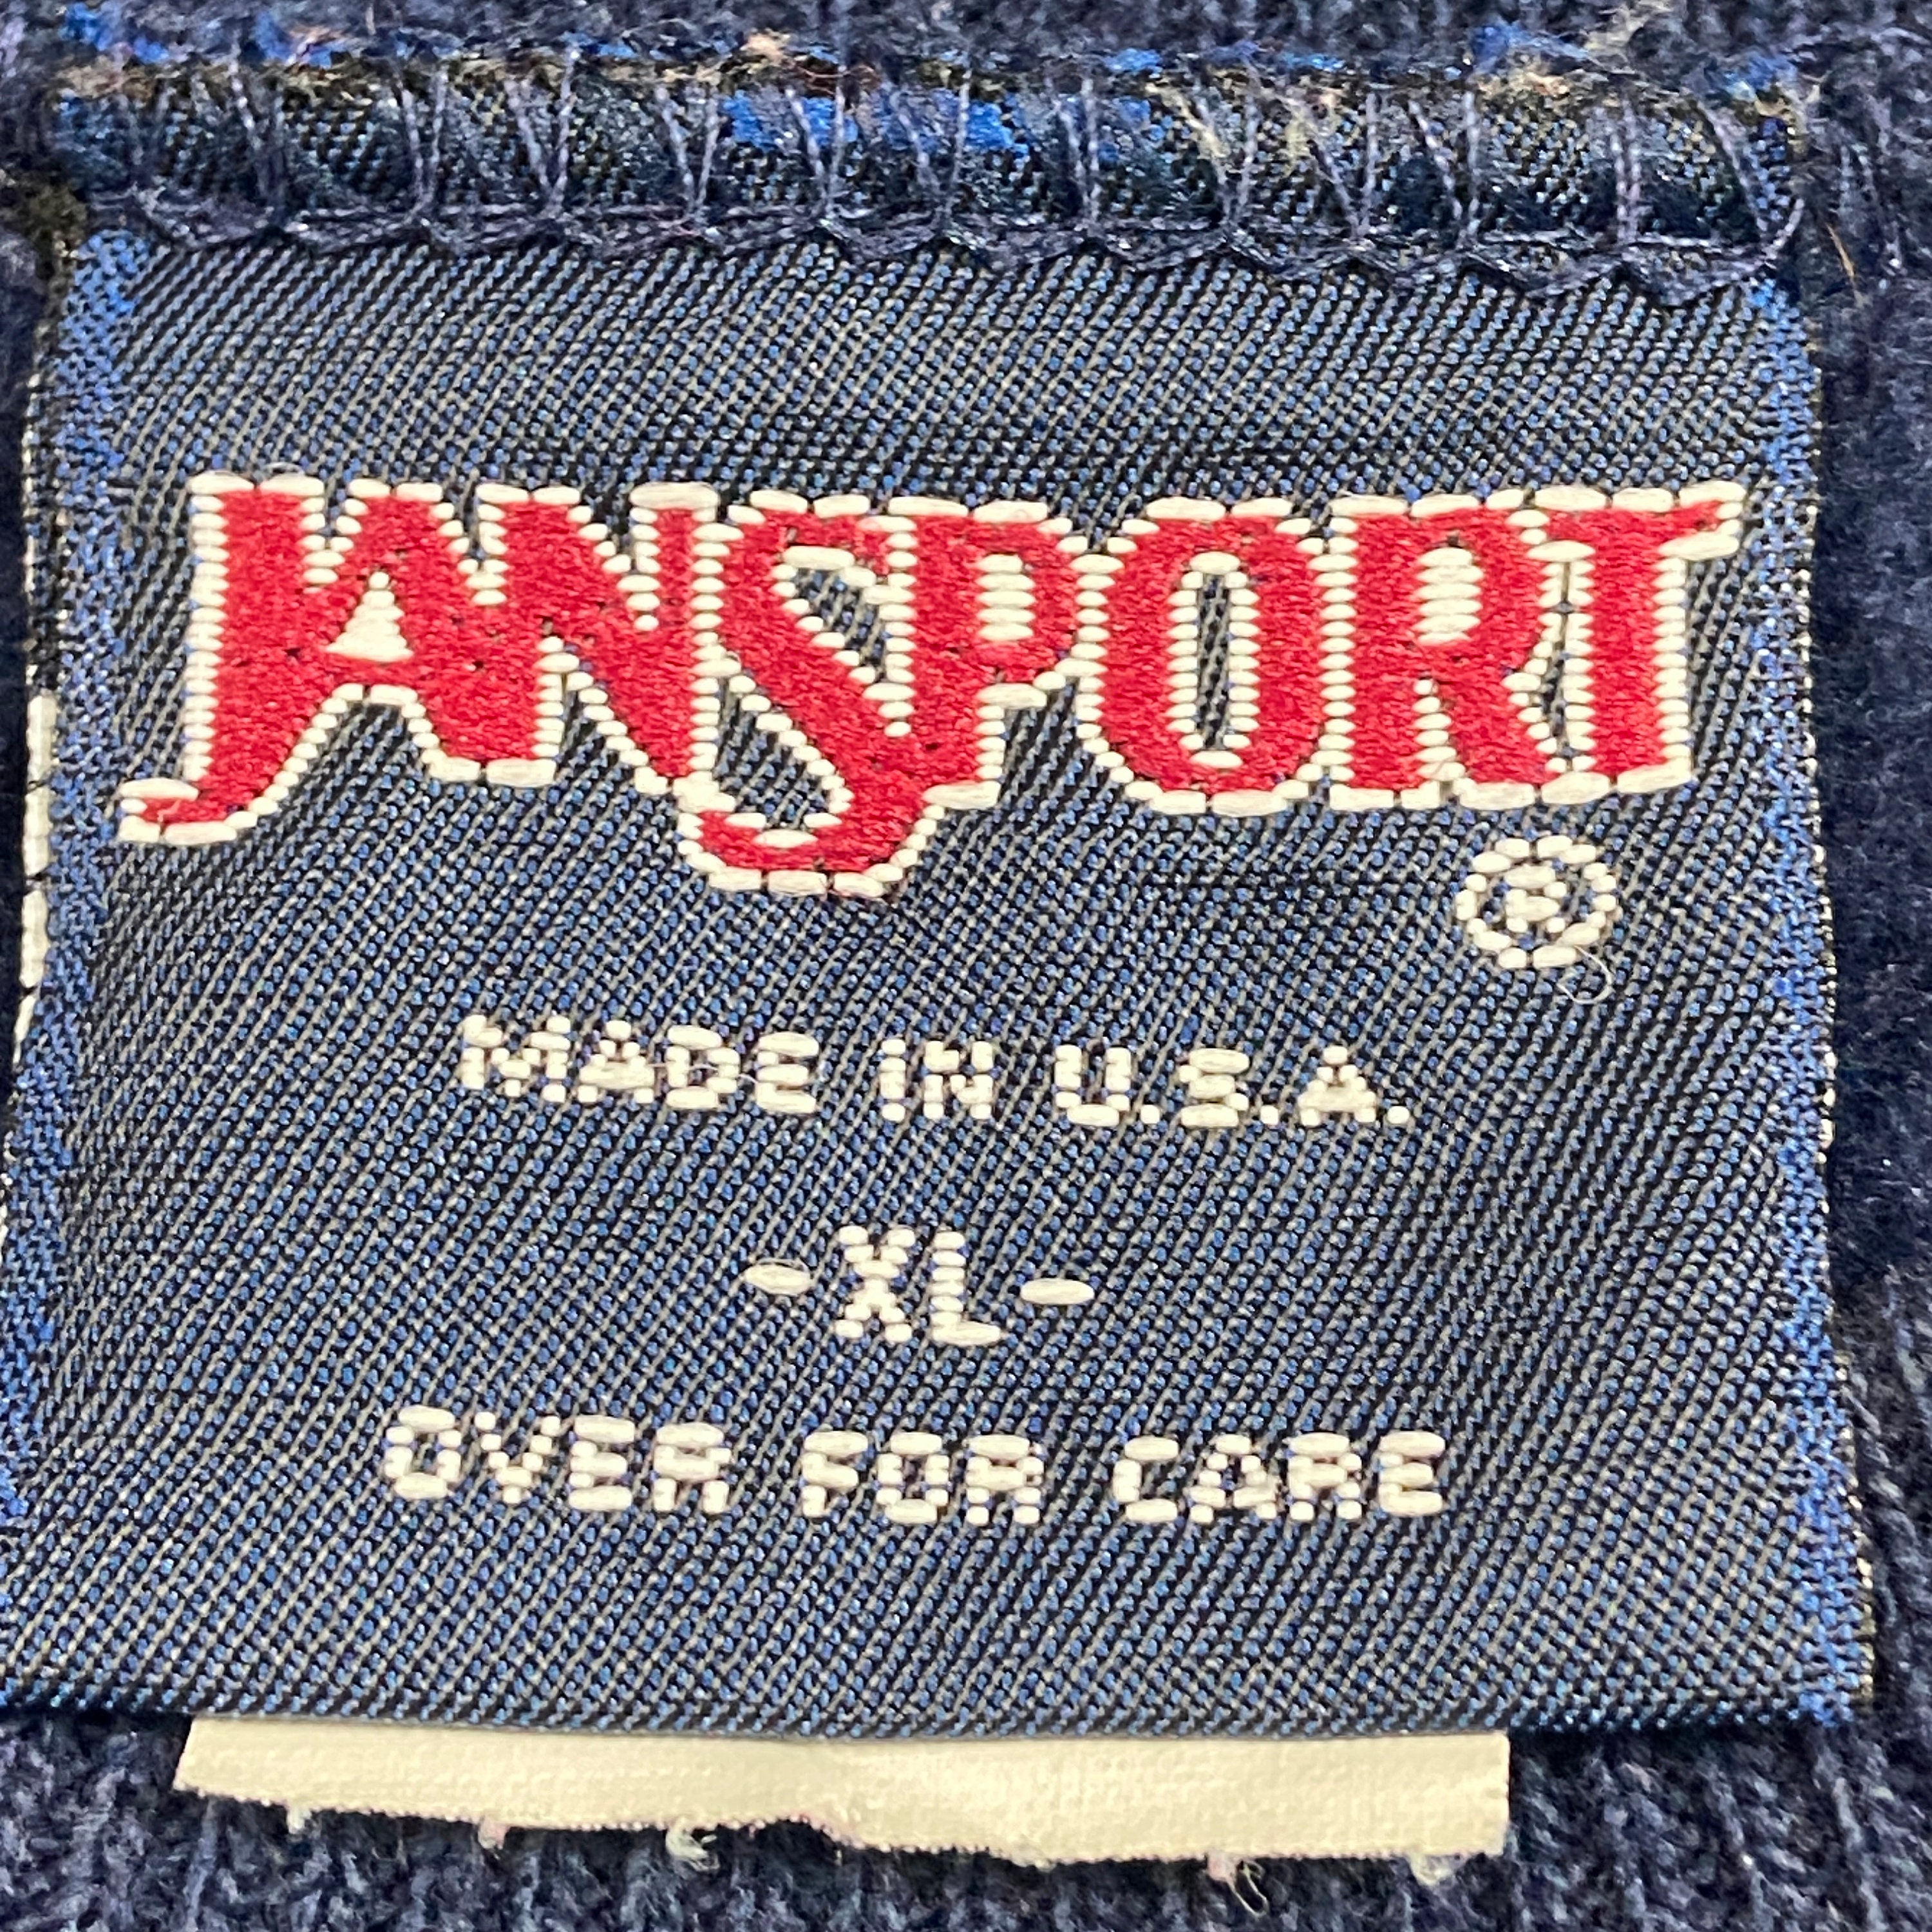 JANSPORT
®
MADE IN U.S.A.
-XL-
OVER FOR CARE